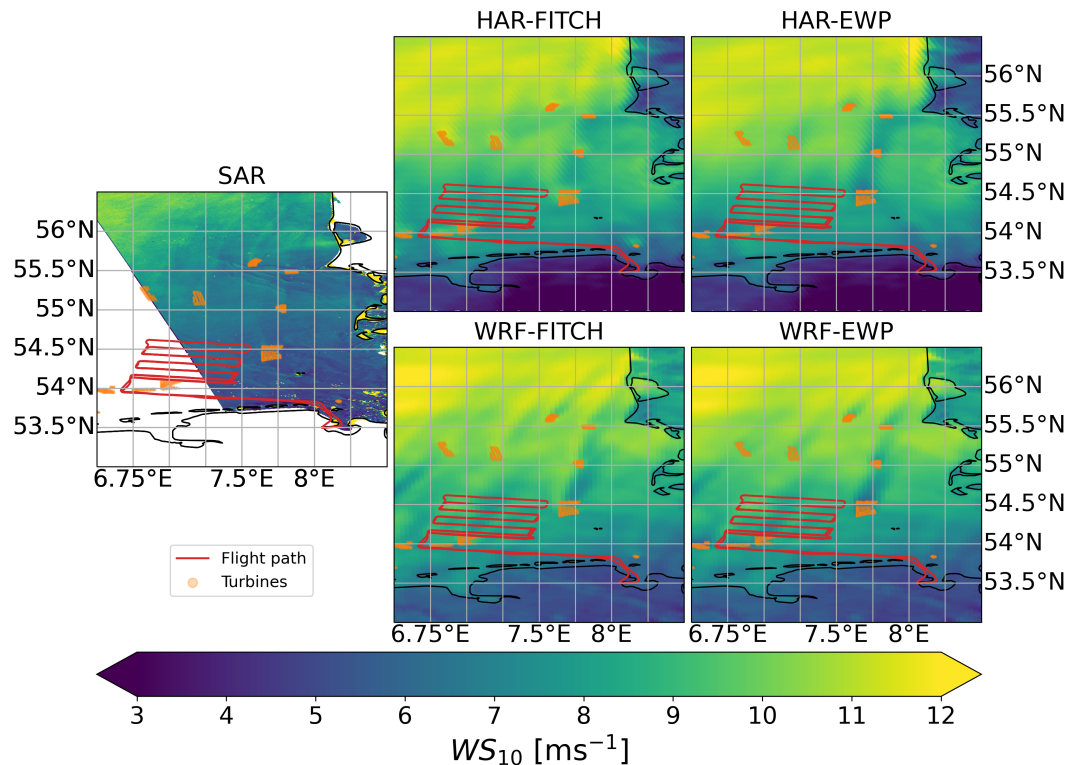 HAR-FITCH
HAR-EWP
56°N
55.5°N
55°N
54.5°N
54°N
53.5°N
SAR
56°N
55.5°N
55°N
54.5°N
54°N
53.5°N
6.75°E
7.5°E
8°E
WRF-FITCH
WRF-EWP
56°N
55.5°N
55°N
54.5°N
54°N
53.5°N
6.75°E
7.5°E
8°E
6.75°E
7.5°E
8°E
Flight path
Turbines
3 4 5 6 7 8 9 10 11 12
WS₁₀ [ms⁻¹]